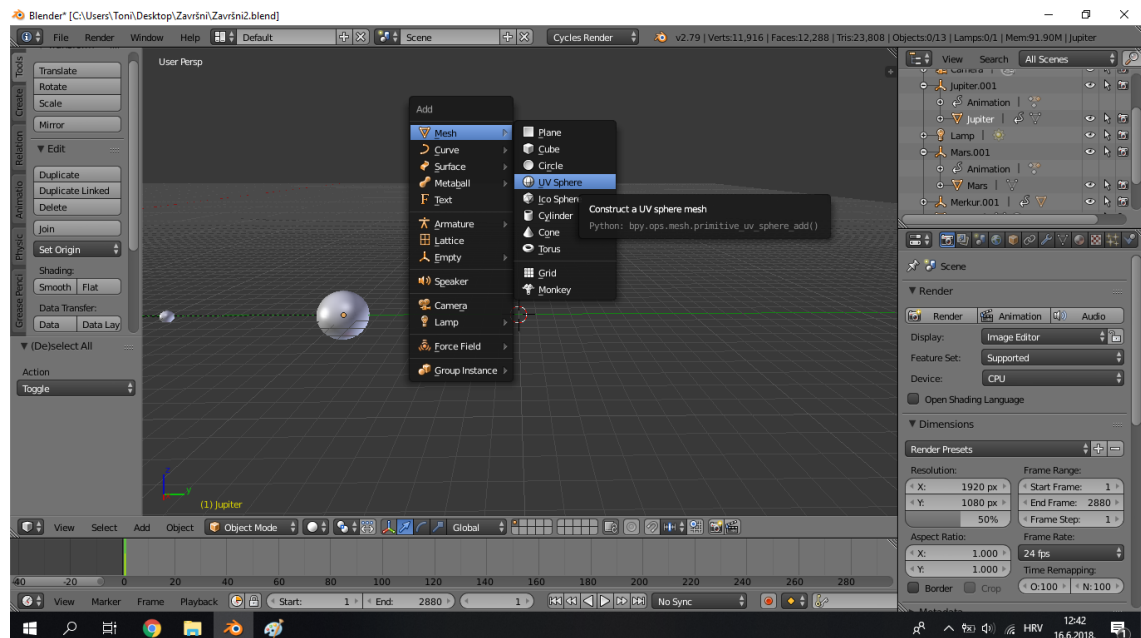 Blender* [C:\Users\Toni\Desktop\Završni\Završni2.blend]
File Render Window Help Default Scene Cycles Render v2.79 | Verts:11,916 | Faces:12,288 | Tris:23,808 | Objects:0/13 | Lamps:0/1 | Mem:91.90M | Jupiter
Tools
Create
Relation
Animatio
Physic
Grease Penci
Translate
Rotate
Scale
Mirror
Edit
Duplicate
Duplicate Linked
Delete
Join
Set Origin
Shading:
Smooth Flat
Data Transfer:
Data Data Lay
(De)select All
Action
Toggle
User Persp
Add
Mesh
Curve
Surface
Metaball
Text
Armature
Lattice
Empty
Speaker
Camera
Lamp
Force Field
Group Instance
Plane
Cube
Circle
UV Sphere
Ico Spher
Cylinder
Cone
Torus
Grid
Monkey
Construct a UV sphere mesh
Python: bpy.ops.mesh.primitive_uv_sphere_add()
z
y
(1) Jupiter
View Select Add Object Object Mode Global
-40 -20 0 20 40 60 80 100 120 140 160 180 200 220 240 260 280
View Marker Frame Playback Start: 1 End: 2880 1 No Sync
View Search All Scenes
Camera
Jupiter.001
Animation
Jupiter
Lamp
Mars.001
Animation
Mars
Merkur.001
Scene
Render
Render Animation Audio
Display: Image Editor
Feature Set: Supported
Device: CPU
Open Shading Language
Dimensions
Render Presets
Resolution: Frame Range:
X: 1920 px Start Frame: 1
Y: 1080 px End Frame: 2880
50% Frame Step: 1
Aspect Ratio: Frame Rate:
X: 1.000 24 fps
Y: 1.000 Time Remapping:
Border Crop O:100 N:100
Metadata
HRV
12:42
16.6.2018.